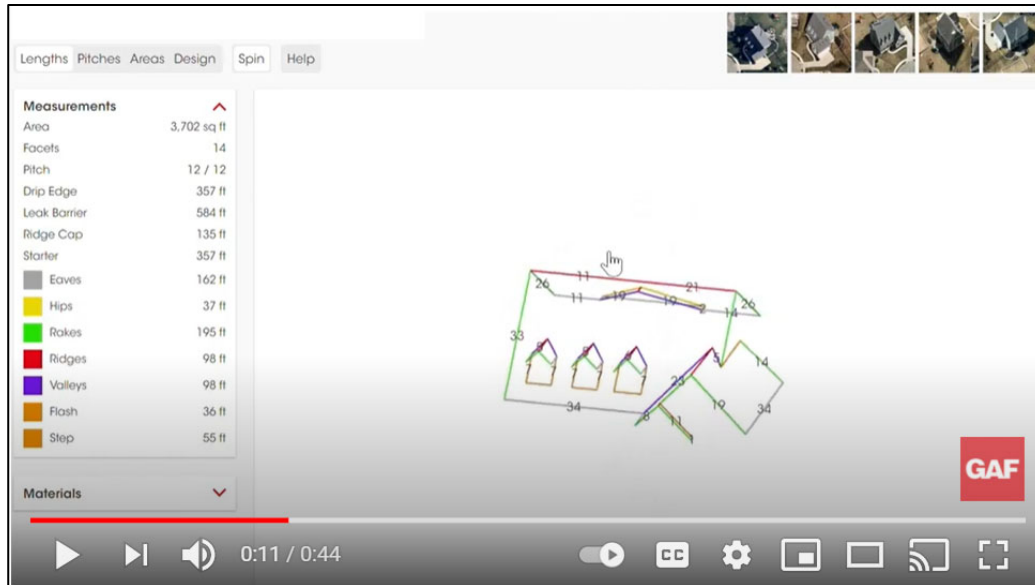 Lengths Pitches Areas Design Spin Help
Measurements
Area 3,702 sq ft
Facets 14
Pitch 12 / 12
Drip Edge 357 ft
Leak Barrier 584 ft
Ridge Cap 135 ft
Starter 357 ft
Eaves 162 ft
Hips 37 ft
Rakes 195 ft
Ridges 98 ft
Valleys 98 ft
Flash 36 ft
Step 55 ft
Materials
11
21
26
11
19
19
2
14
26
33
7
7
7
34
23
5
14
19
34
8
11
GAF
0:11 / 0:44
CC